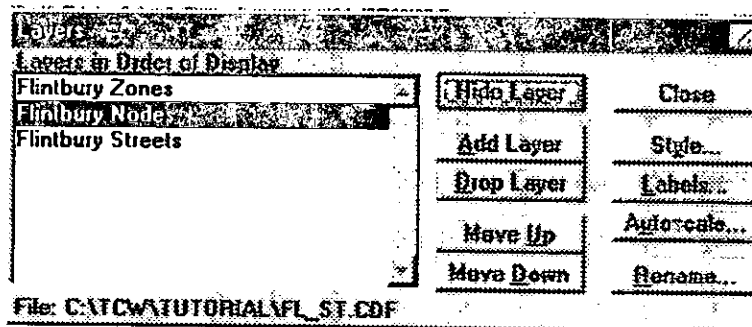 Layers
Layers in Order of Display
Flintbury Zones
Flintbury Node
Flintbury Streets
Hide Layer
Close
Add Layer
Style...
Drop Layer
Labels...
Move Up
Autoscale...
Move Down
Rename...
File: C:\TCW\TUTORIAL\FL_ST.CDF